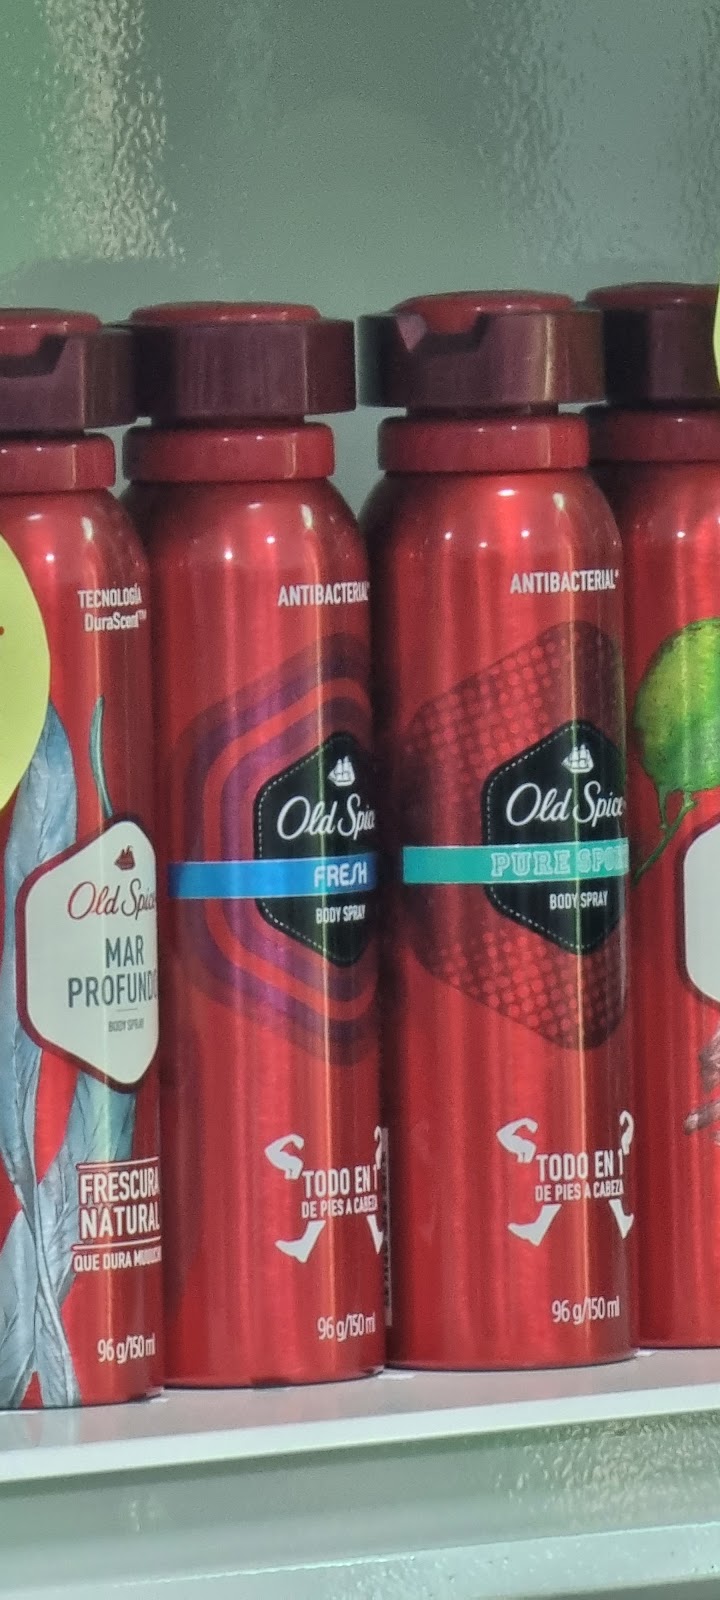 TECNOLOGÍA
DuraScent™
Old Spice
MAR
PROFUNDO
BODY SPRAY
FRESCURA
NATURAL
QUE DURA
96 g/150 ml
ANTIBACTERIAL*
Old Spice
FRESH
BODY SPRAY
TODO EN 1
DE PIES A CABEZA
96 g/150 ml
ANTIBACTERIAL*
Old Spice
PURE SPORT
BODY SPRAY
TODO EN 1
DE PIES A CABEZA
96 g/150 ml